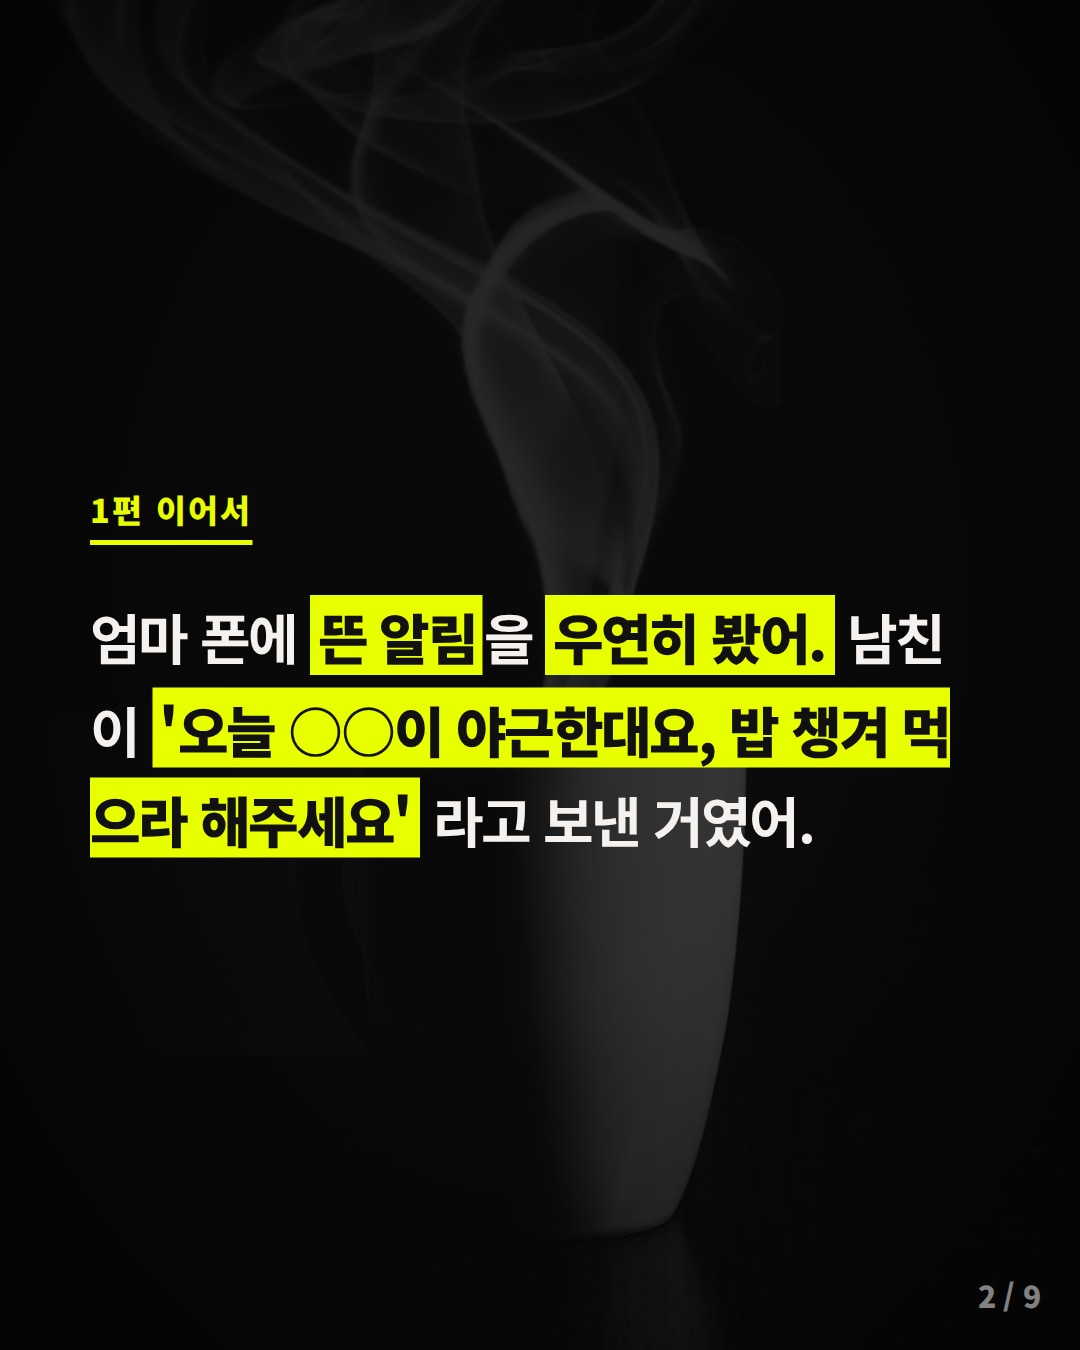 1편 이어서
엄마 폰에 뜬 알림을 우연히 봤어. 남친
이 '오늘 ○○이 야근한대요, 밥 챙겨 먹
으라 해주세요' 라고 보낸 거였어.
2 / 9